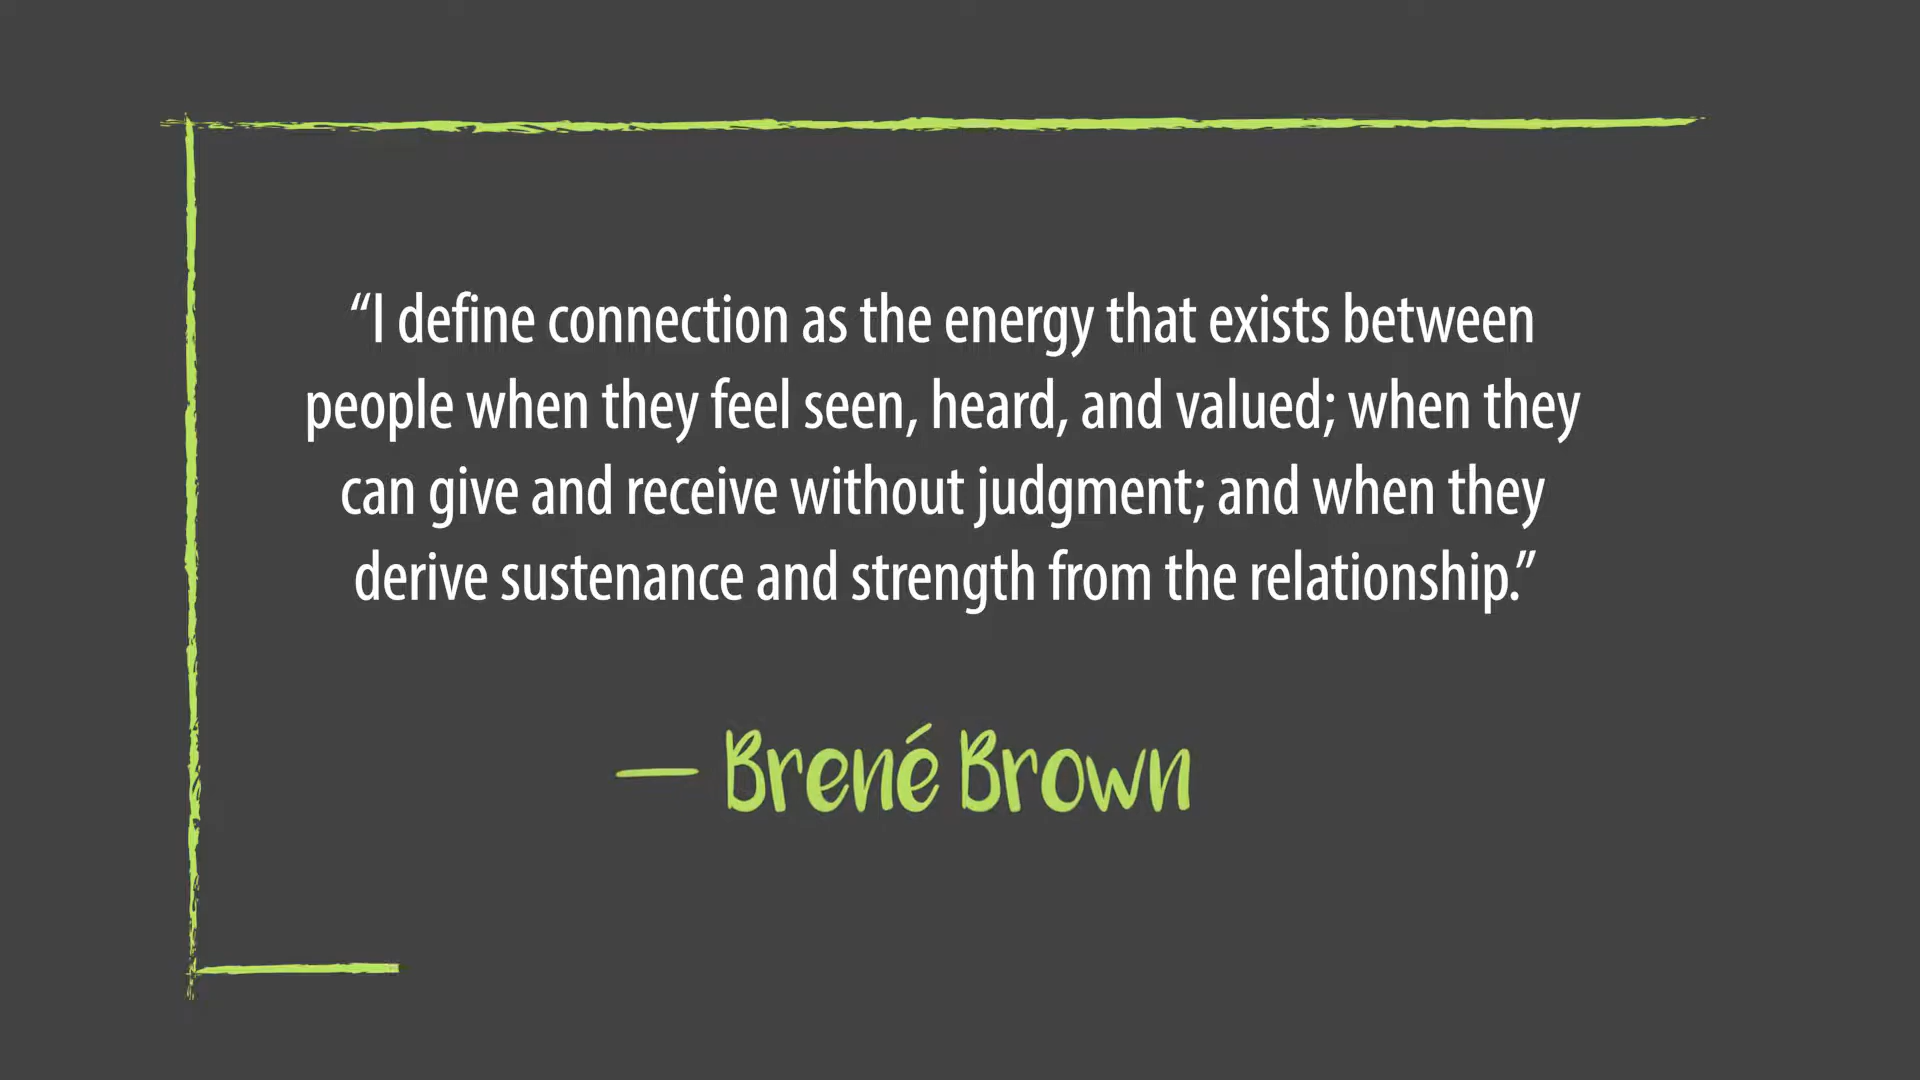 “I define connection as the energy that exists between
people when they feel seen, heard, and valued; when they
can give and receive without judgment; and when they
derive sustenance and strength from the relationship.”
— Brené Brown